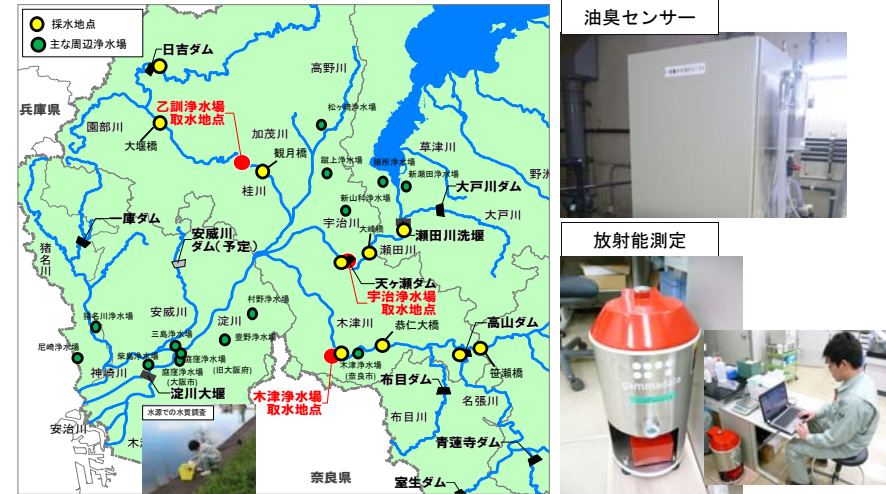 採水地点
主な周辺浄水場
日吉ダム
高野川
兵庫県
園部川
乙訓浄水場
取水地点
加茂川
松ヶ崎浄水場
大堰橋
観月橋
蹴上浄水場
膳所浄水場
草津川
新瀬田浄水場
野洲
桂川
新山科浄水場
大戸川ダム
大戸川
一庫ダム
安威川
ダム(予定)
宇治川
大峰橋
瀬田川洗堰
瀬田川
猪名川
天ヶ瀬ダム
宇治浄水場
取水地点
村野浄水場
安威川
淀川
木津川
恭仁大橋
高山ダム
猪名川浄水場
三島浄水場
豊野浄水場
尼崎浄水場
柴島浄水場
庭窪浄水場
(旧大阪府)
庭窪浄水場
(大阪市)
神崎川
木津浄水場
(奈良市)
笹瀬橋
布目ダム
名張川
淀川大堰
木津浄水場
取水地点
水源での水質調査
布目川
安治川
青蓮寺ダム
奈良県
室生ダム
油臭センサー
放射能測定
gammadata